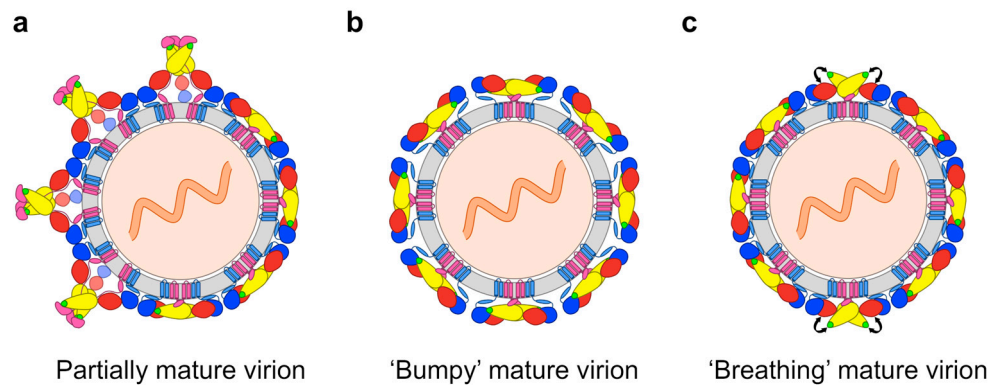 a
b
c
Partially mature virion
‘Bumpy’ mature virion
‘Breathing’ mature virion